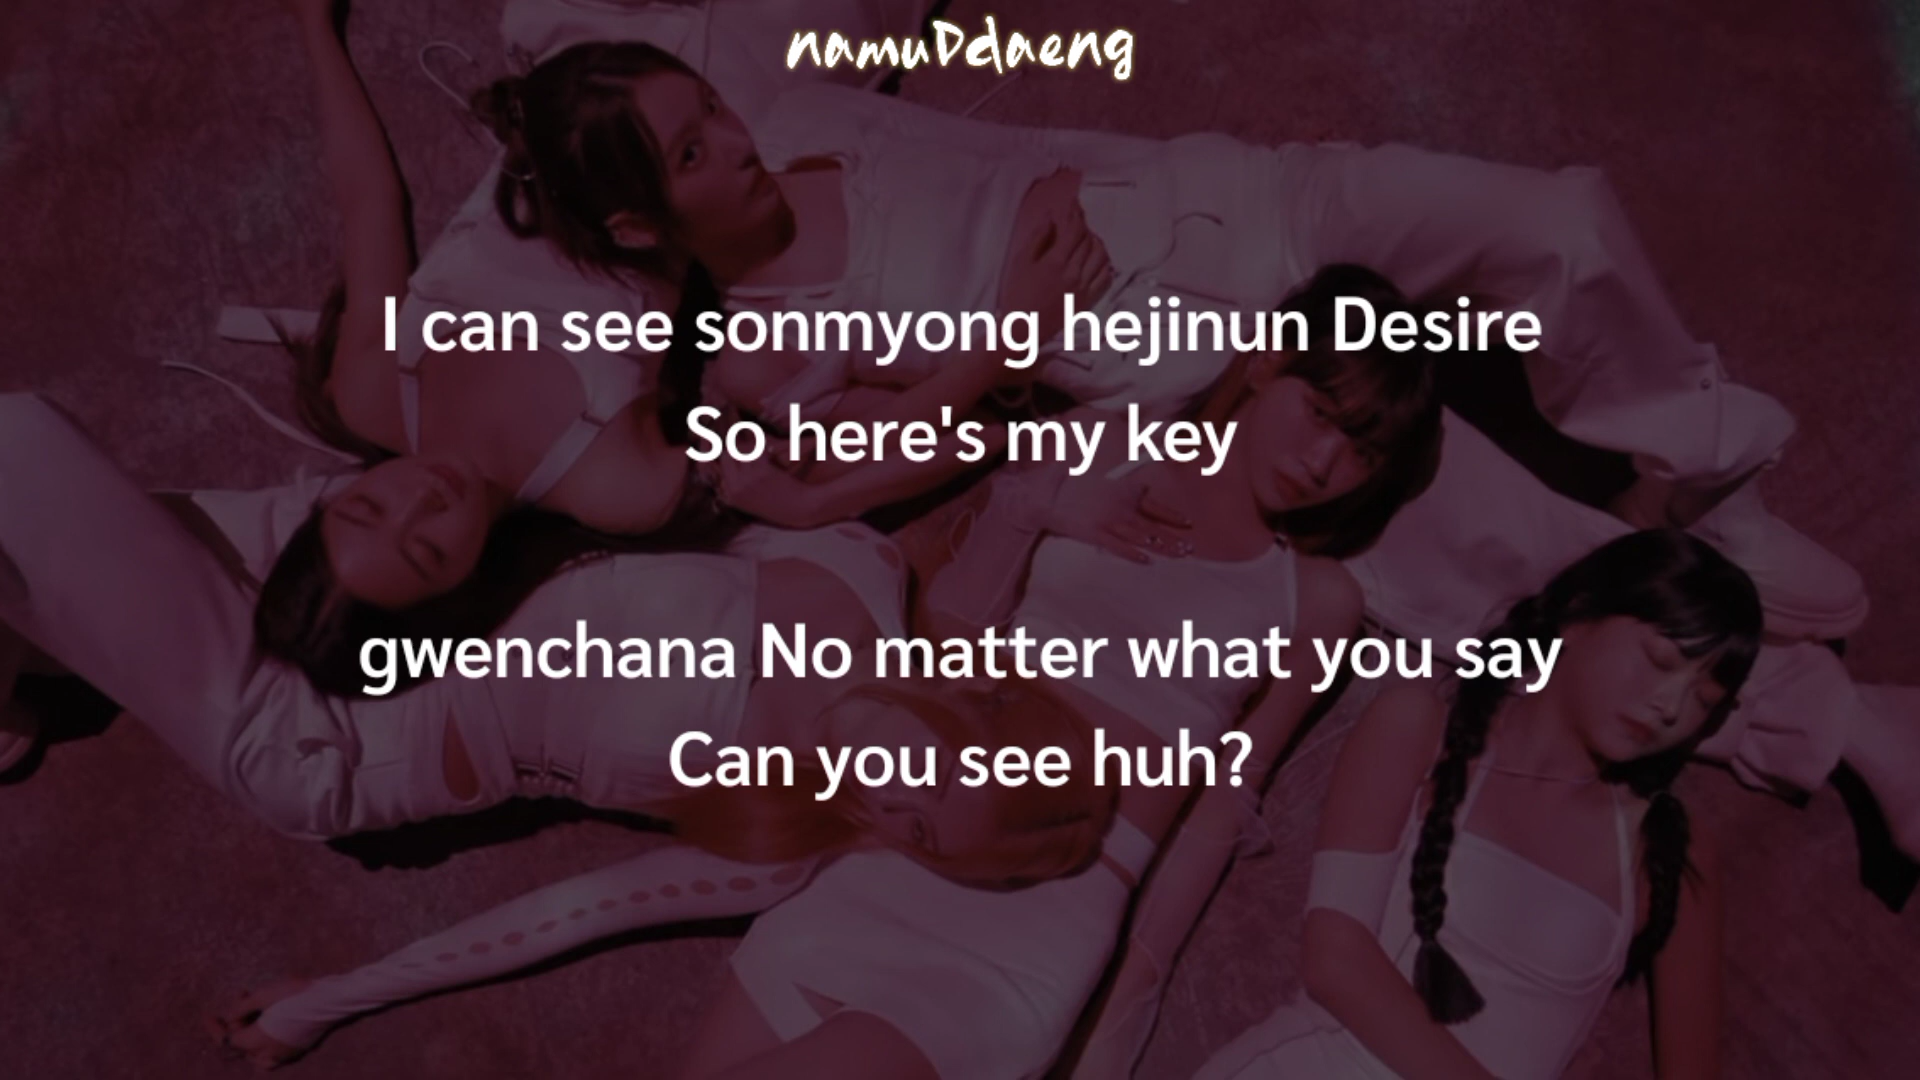 namuDdaeng
I can see sonmyong hejinun Desire
So here's my key
gwenchana No matter what you say
Can you see huh?